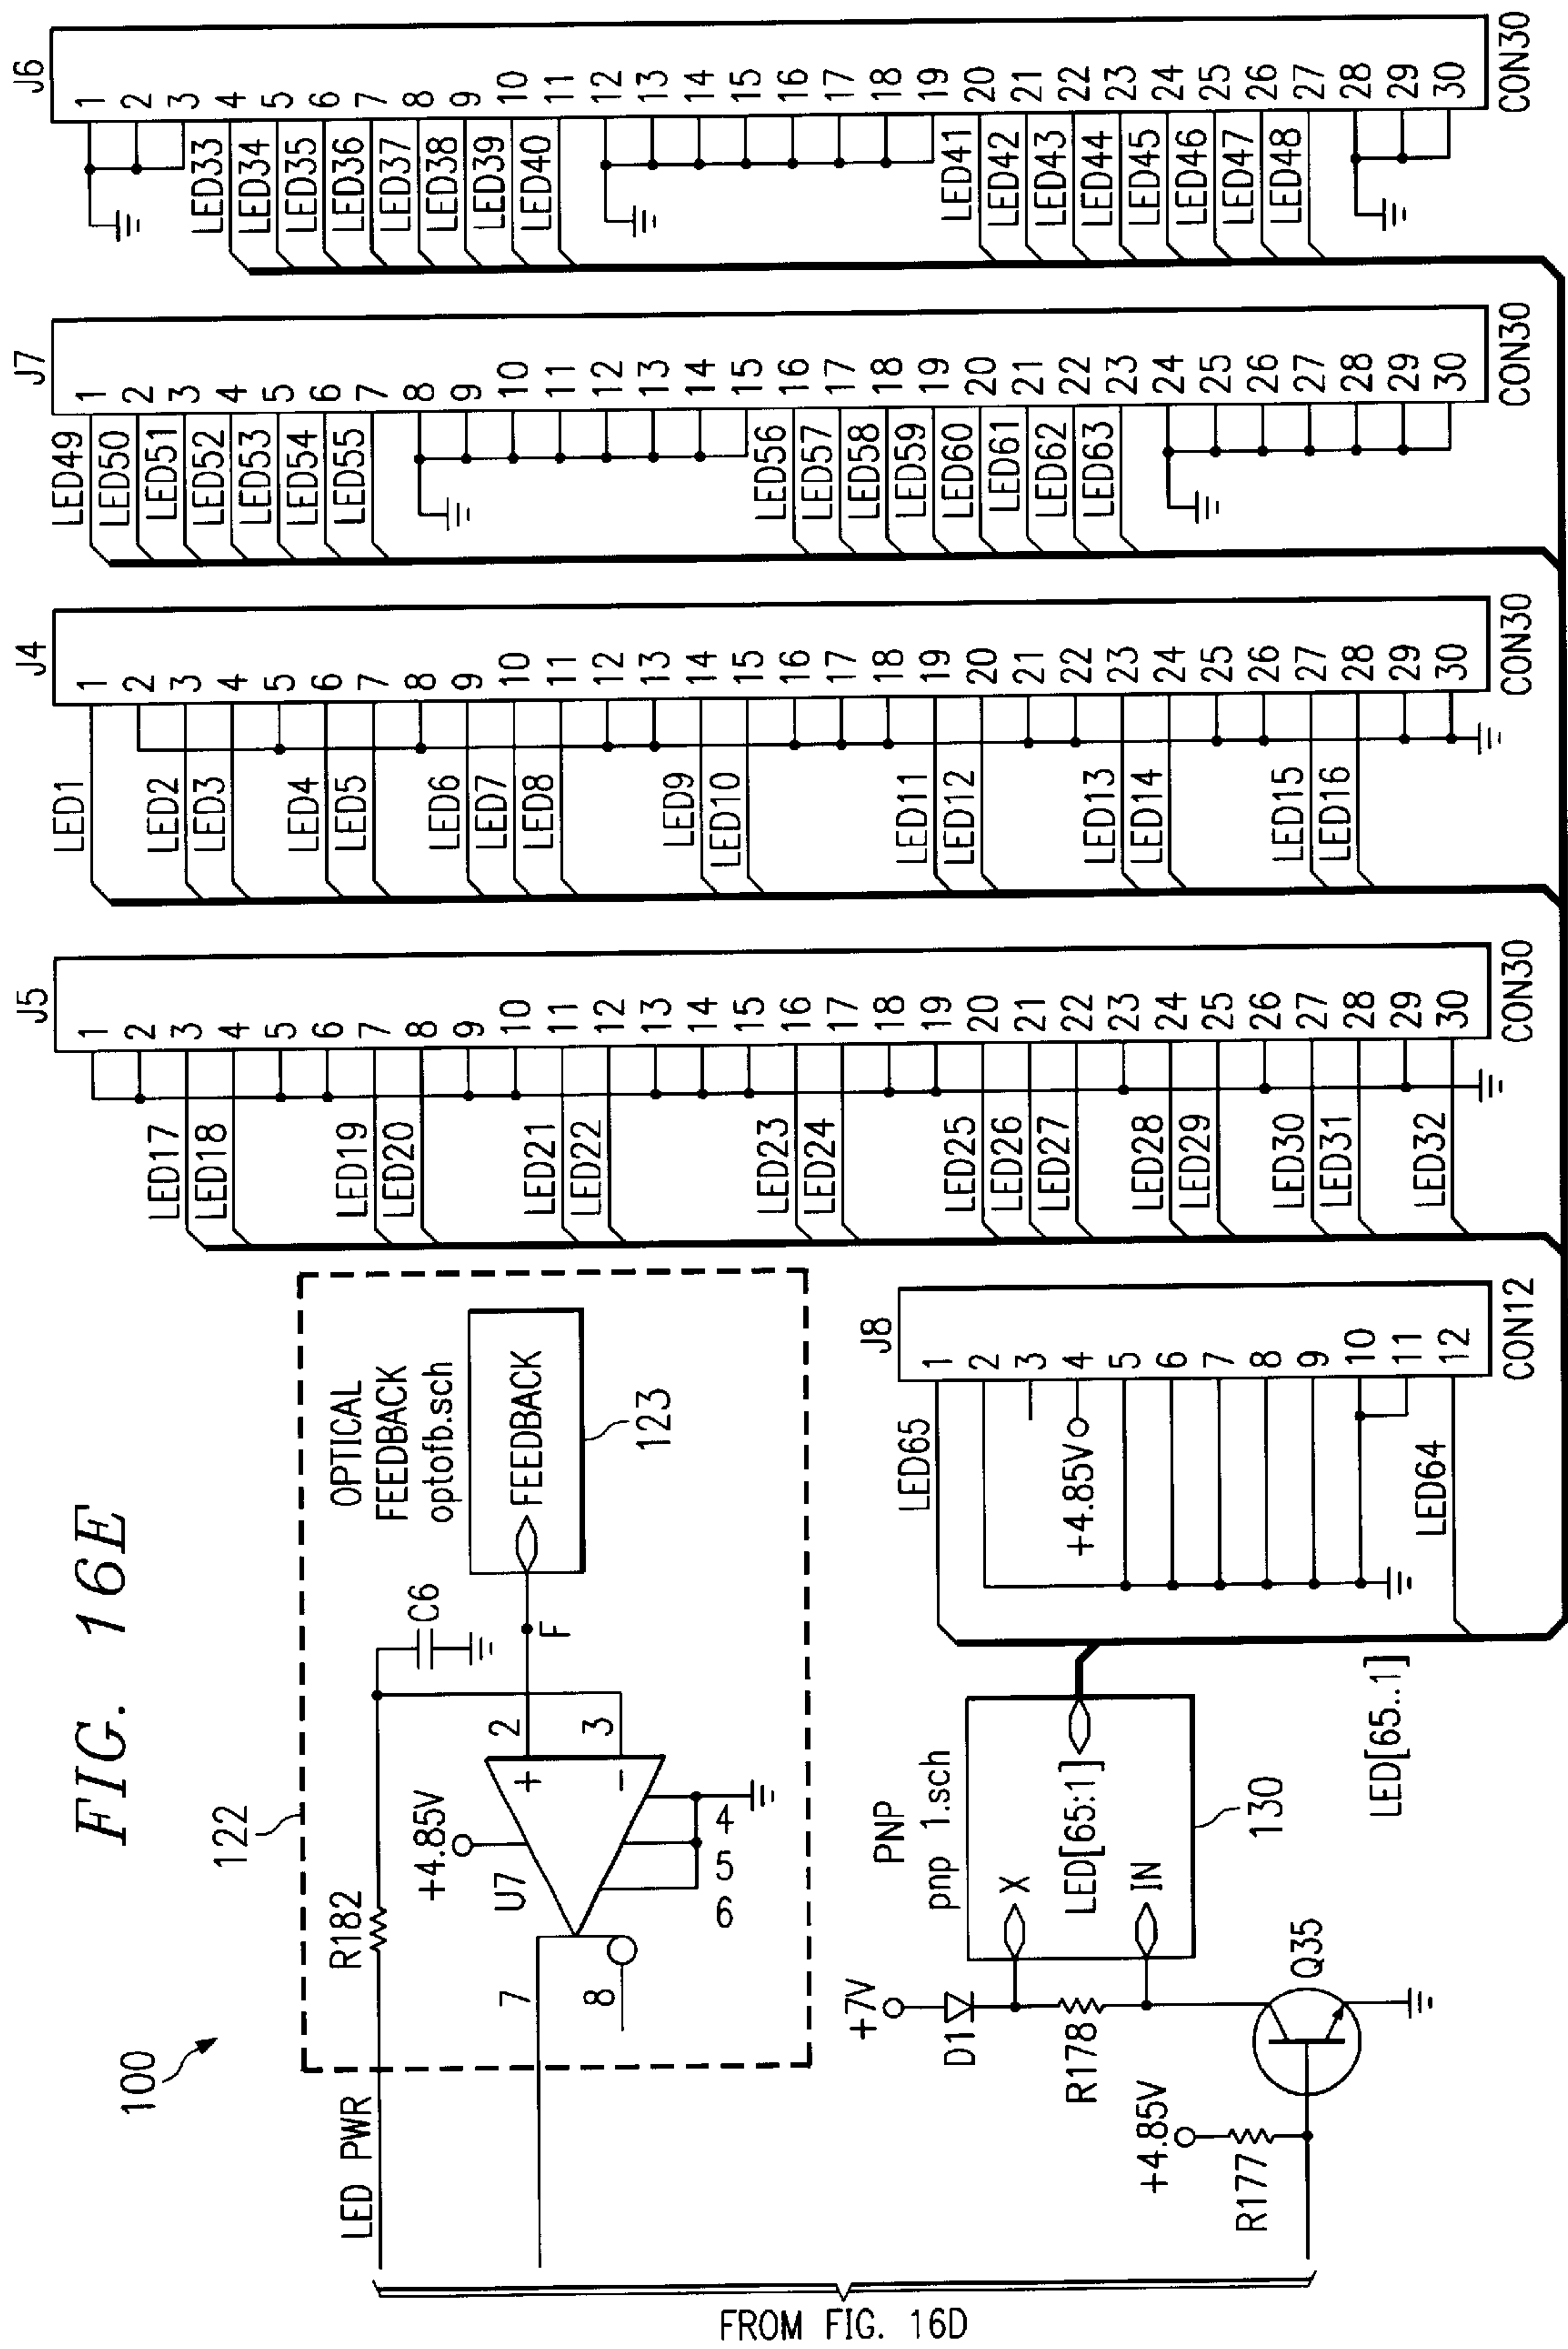 FIG. 16E
100
122
LED PWR
R182
C6
+4.85V
U7
7
8
+
−
2
3
4
5
6
F
OPTICAL
FEEDBACK
optofb.sch
FEEDBACK
123
+7V
D1
R178
+4.85V
R177
Q35
PNP
pnp 1.sch
X
LED[65:1]
IN
130
LED[65..1]
FROM FIG. 16D
J8
LED65
+4.85V
LED64
1
2
3
4
5
6
7
8
9
10
11
12
CON12
J5
LED17
LED18
LED19
LED20
LED21
LED22
LED23
LED24
LED25
LED26
LED27
LED28
LED29
LED30
LED31
LED32
1
2
3
4
5
6
7
8
9
10
11
12
13
14
15
16
17
18
19
20
21
22
23
24
25
26
27
28
29
30
CON30
J4
LED1
LED2
LED3
LED4
LED5
LED6
LED7
LED8
LED9
LED10
LED11
LED12
LED13
LED14
LED15
LED16
1
2
3
4
5
6
7
8
9
10
11
12
13
14
15
16
17
18
19
20
21
22
23
24
25
26
27
28
29
30
CON30
J7
LED49
LED50
LED51
LED52
LED53
LED54
LED55
LED56
LED57
LED58
LED59
LED60
LED61
LED62
LED63
1
2
3
4
5
6
7
8
9
10
11
12
13
14
15
16
17
18
19
20
21
22
23
24
25
26
27
28
29
30
CON30
J6
LED33
LED34
LED35
LED36
LED37
LED38
LED39
LED40
LED41
LED42
LED43
LED44
LED45
LED46
LED47
LED48
1
2
3
4
5
6
7
8
9
10
11
12
13
14
15
16
17
18
19
20
21
22
23
24
25
26
27
28
29
30
CON30